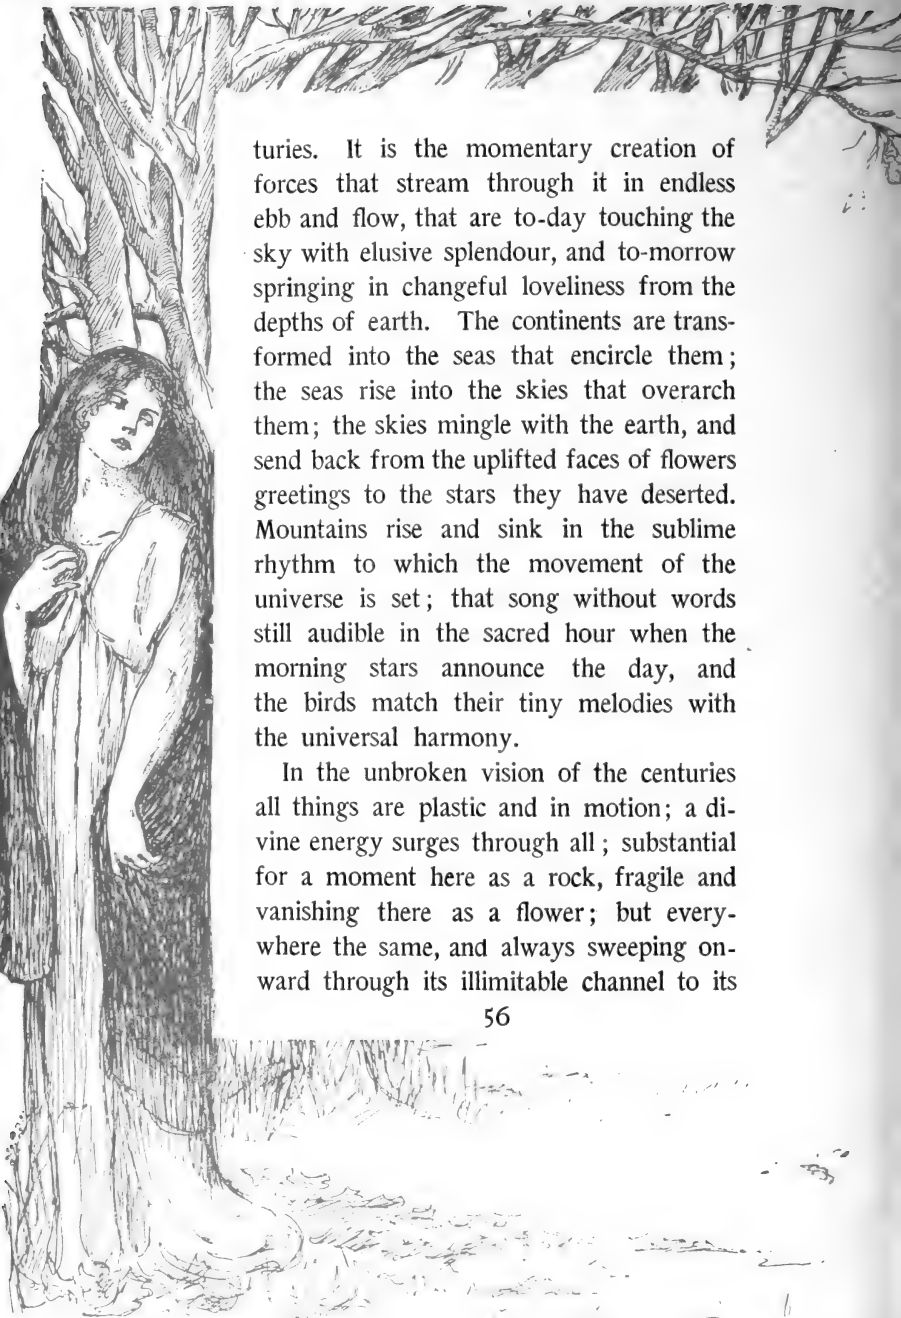 turies. It is the momentary creation of
forces that stream through it in endless
ebb and flow, that are to-day touching the
sky with elusive splendour, and to-morrow
springing in changeful loveliness from the
depths of earth. The continents are trans-
formed into the seas that encircle them;
the seas rise into the skies that overarch
them; the skies mingle with the earth, and
send back from the uplifted faces of flowers
greetings to the stars they have deserted.
Mountains rise and sink in the sublime
rhythm to which the movement of the
universe is set; that song without words
still audible in the sacred hour when the
morning stars announce the day, and
the birds match their tiny melodies with
the universal harmony.
In the unbroken vision of the centuries
all things are plastic and in motion; a di-
vine energy surges through all; substantial
for a moment here as a rock, fragile and
vanishing there as a flower; but every-
where the same, and always sweeping on-
ward through its illimitable channel to its
56